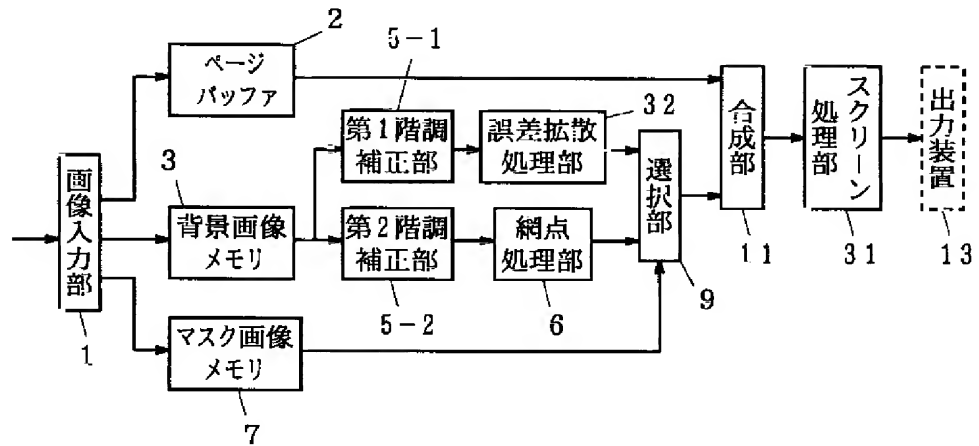 2
ページ
バッファ
5-1
第1階調
補正部
32
誤差拡散
処理部
3
背景画像
メモリ
第2階調
補正部
5-2
網点
処理部
6
画像入力部
1
マスク画像
メモリ
7
選択部
9
合成部
11
スクリーン
処理部
31
出力装置
13